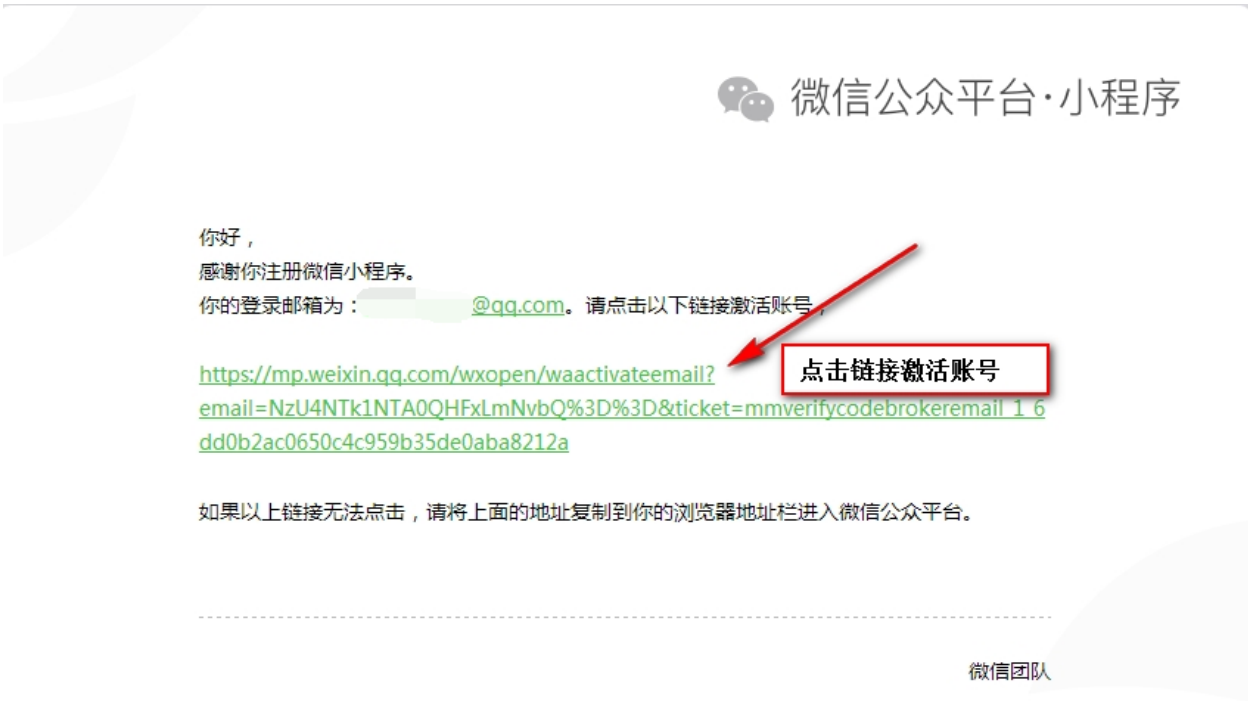 微信公众平台·小程序
你好，
感谢你注册微信小程序。
你的登录邮箱为：@qq.com。请点击以下链接激活账号，
https://mp.weixin.qq.com/wxopen/waactivateemail?
点击链接激活账号
email=NzU4NTk1NTA0QHFxLmNvbQ%3D%3D&ticket=mmverifycodebrokeremail_1_6
dd0b2ac0650c4c959b35de0aba8212a
如果以上链接无法点击，请将上面的地址复制到你的浏览器地址栏进入微信公众平台。
微信团队